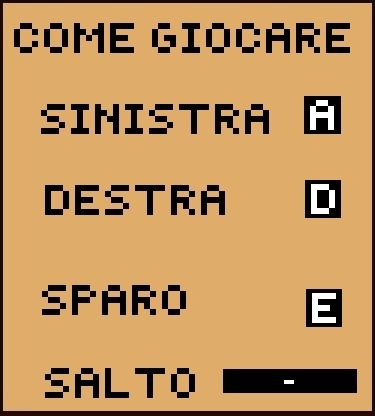 COME GIOCARE
SINISTRA A
DESTRA D
SPARO E
SALTO -